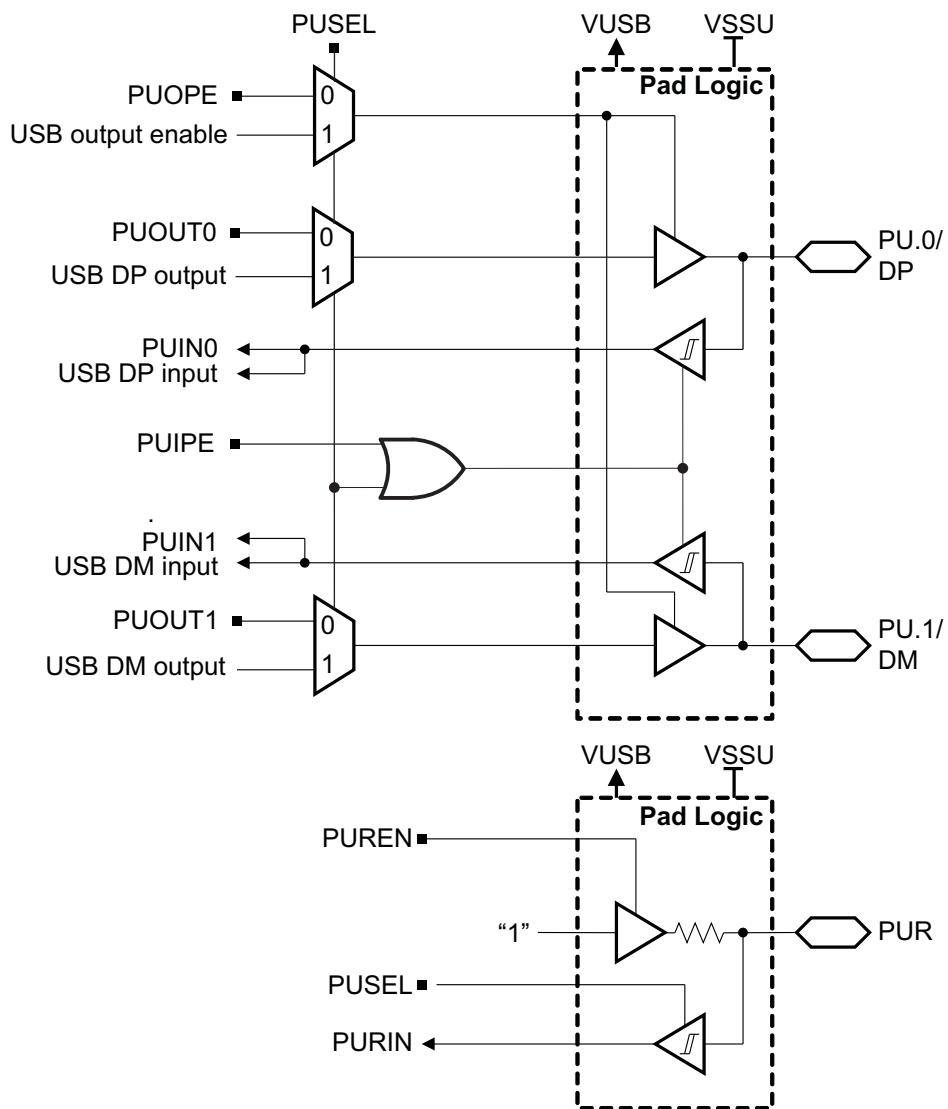 PUSEL
VUSB
VSSU
Pad Logic
PUOPE
0
USB output enable
1
PUOUT0
0
USB DP output
1
PU.0/
DP
PUIN0
USB DP input
PUIPE
.
PUIN1
USB DM input
PUOUT1
0
USB DM output
1
PU.1/
DM
VUSB
VSSU
Pad Logic
PUREN
“1”
PUR
PUSEL
PURIN